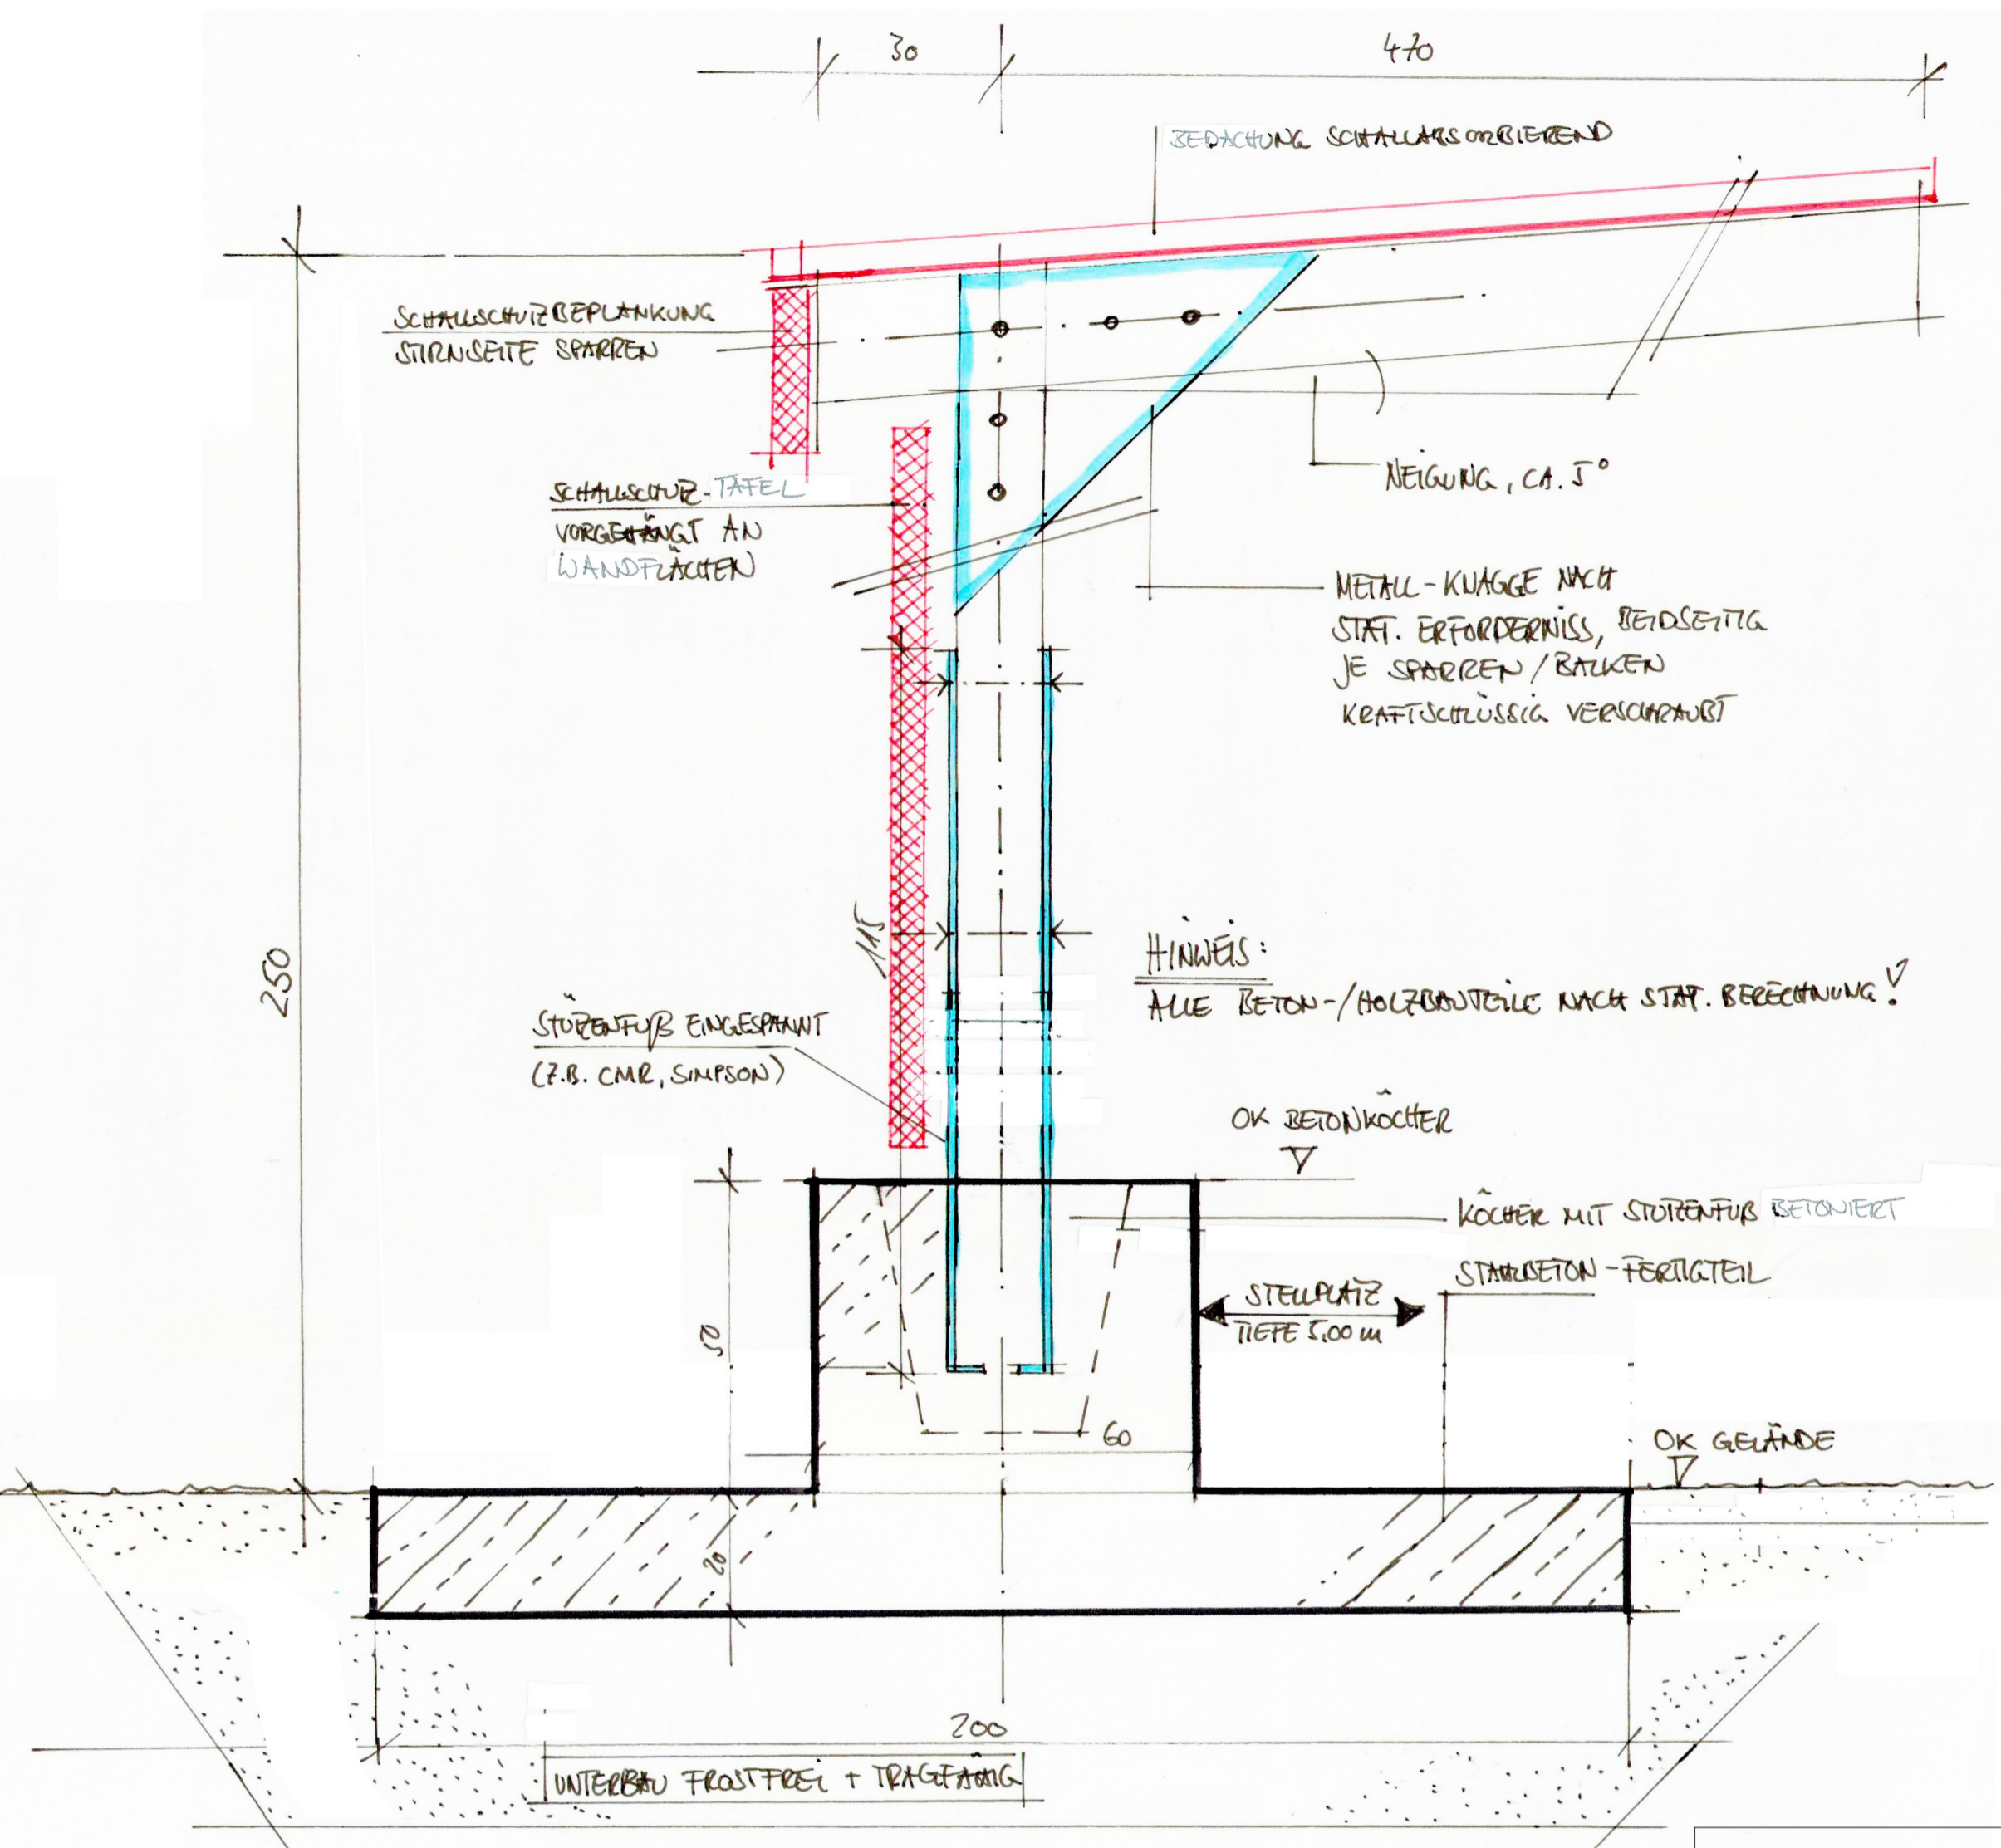 30
470
BEDACHUNG SCHALLABSORBIEREND
SCHALLSCHUTZBEPLANKUNG
STIRNSEITE SPARREN
SCHALLSCHUTZ-TAFEL
VORGEHÄNGT AN
WANDFLÄCHEN
NEIGUNG, CA. 5°
METALL-KNAGGE NACH
STAT. ERFORDERNISS, BEIDSEITIG
JE SPARREN/BALKEN
KRAFTSCHLÜSSIG VERSCHRAUBT
115
250
HINWEIS:
ALLE BETON-/HOLZBAUTEILE NACH STAT. BERECHNUNG!
STÜTZENFUß EINGESPANNT
(Z.B. CMR, SIMPSON)
OK BETONKÖCHER
KÖCHER MIT STÜTZENFUß BETONIERT
STAHLBETON-FERTIGTEIL
STELLPLATZ
TIEFE 5,00 m
50
60
OK GELÄNDE
20
200
UNTERBAU FROSTFREI + TRAGFÄHIG